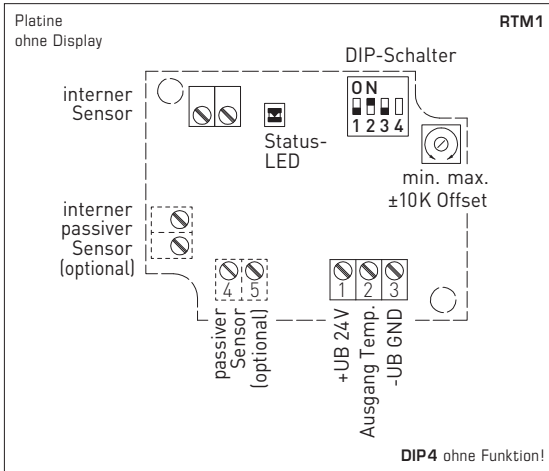 Platine
ohne Display
RTM1
DIP-Schalter
ON
1 2 3 4
interner
Sensor
Status-
LED
min. max.
±10K Offset
interner
passiver
Sensor
(optional)
4 5
1 2 3
passiver
Sensor
(optional)
+UB 24V
Ausgang Temp.
-UB GND
DIP4 ohne Funktion!